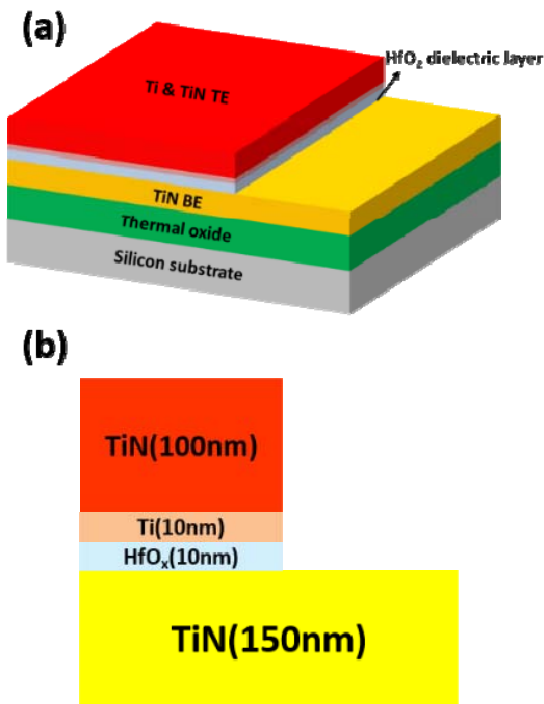 (a)
HfO₂ dielectric layer
Ti & TiN TE
TiN BE
Thermal oxide
Silicon substrate
(b)
TiN(100nm)
Ti(10nm)
HfOₓ(10nm)
TiN(150nm)